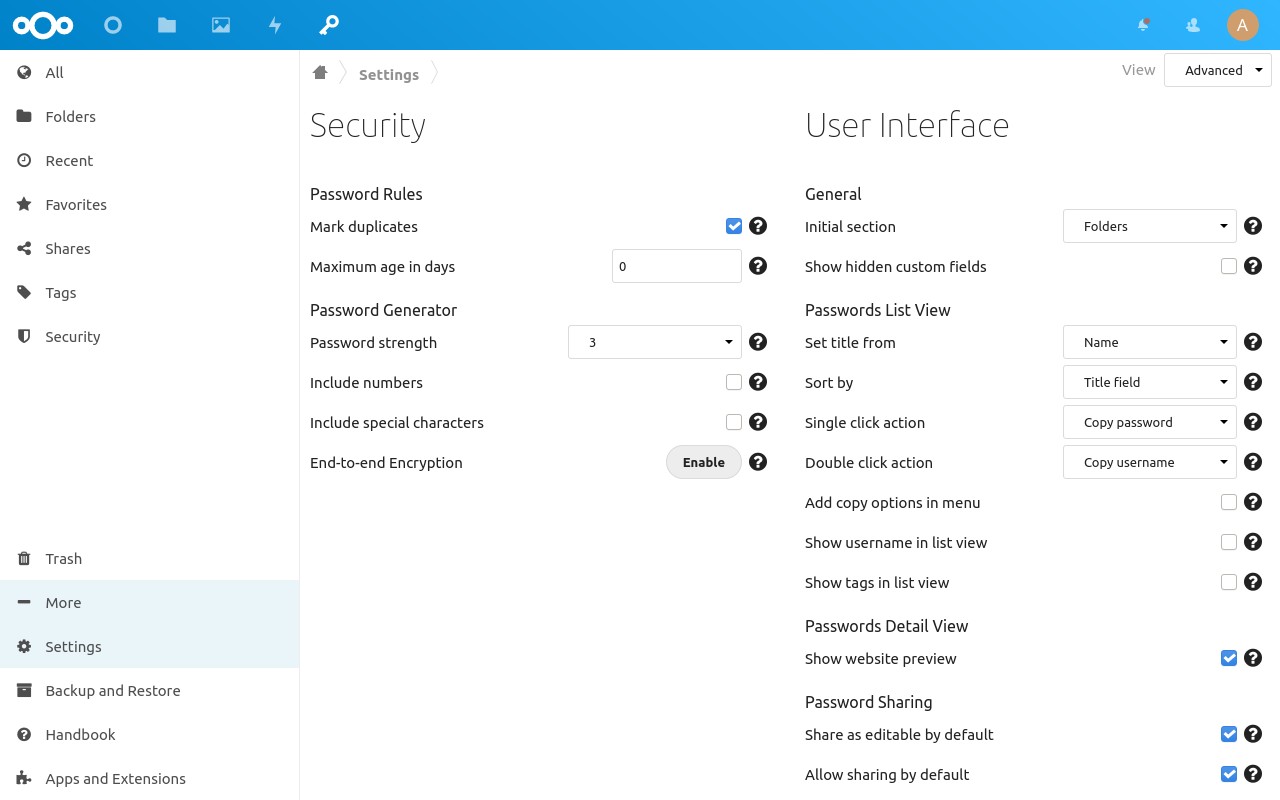 A
All
Folders
Recent
Favorites
Shares
Tags
Security
Trash
More
Settings
Backup and Restore
Handbook
Apps and Extensions
Settings
View
Advanced
Security
Password Rules
Mark duplicates
Maximum age in days
0
Password Generator
Password strength
3
Include numbers
Include special characters
End-to-end Encryption
Enable
User Interface
General
Initial section
Folders
Show hidden custom fields
Passwords List View
Set title from
Name
Sort by
Title field
Single click action
Copy password
Double click action
Copy username
Add copy options in menu
Show username in list view
Show tags in list view
Passwords Detail View
Show website preview
Password Sharing
Share as editable by default
Allow sharing by default